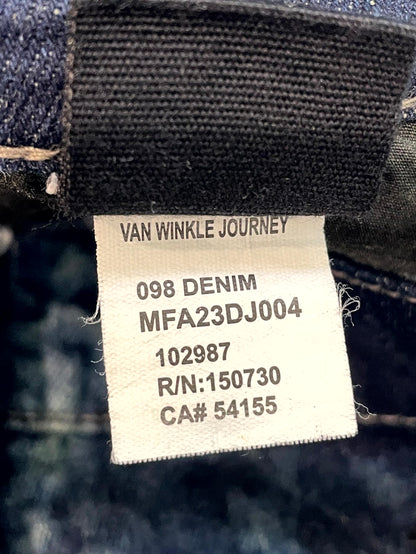 VAN WINKLE JOURNEY
098 DENIM
MFA23DJ004
102987
R/N:150730
CA# 54155